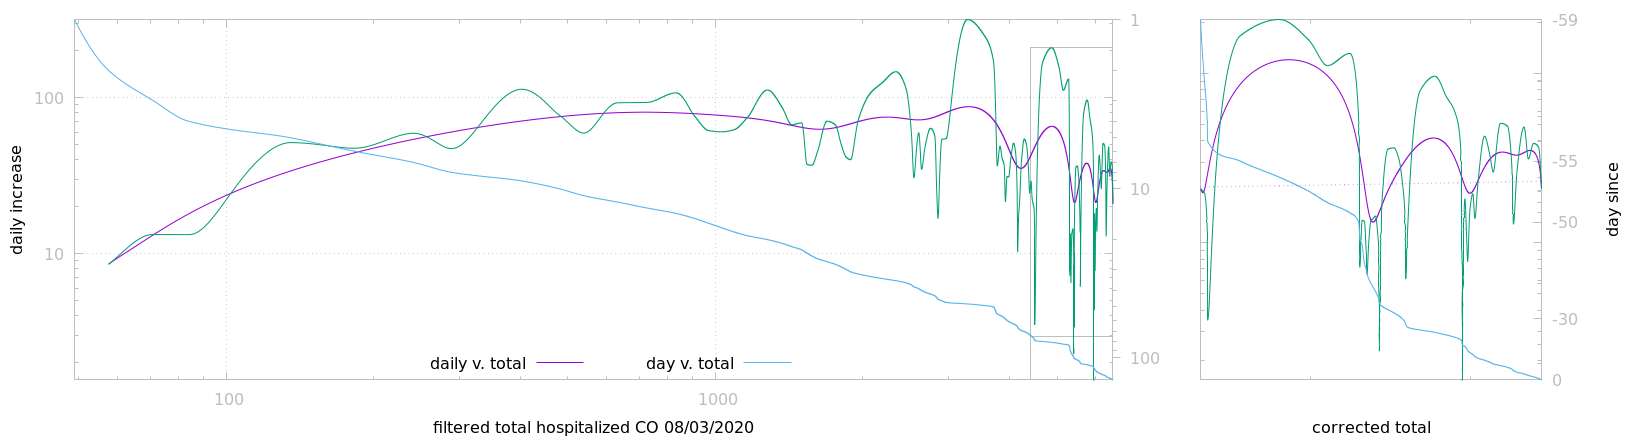 daily increase
100
10
100
1000
1
10
100
daily v. total
day v. total
filtered total hospitalized CO 08/03/2020
-59
-55
-50
-30
0
day since
corrected total